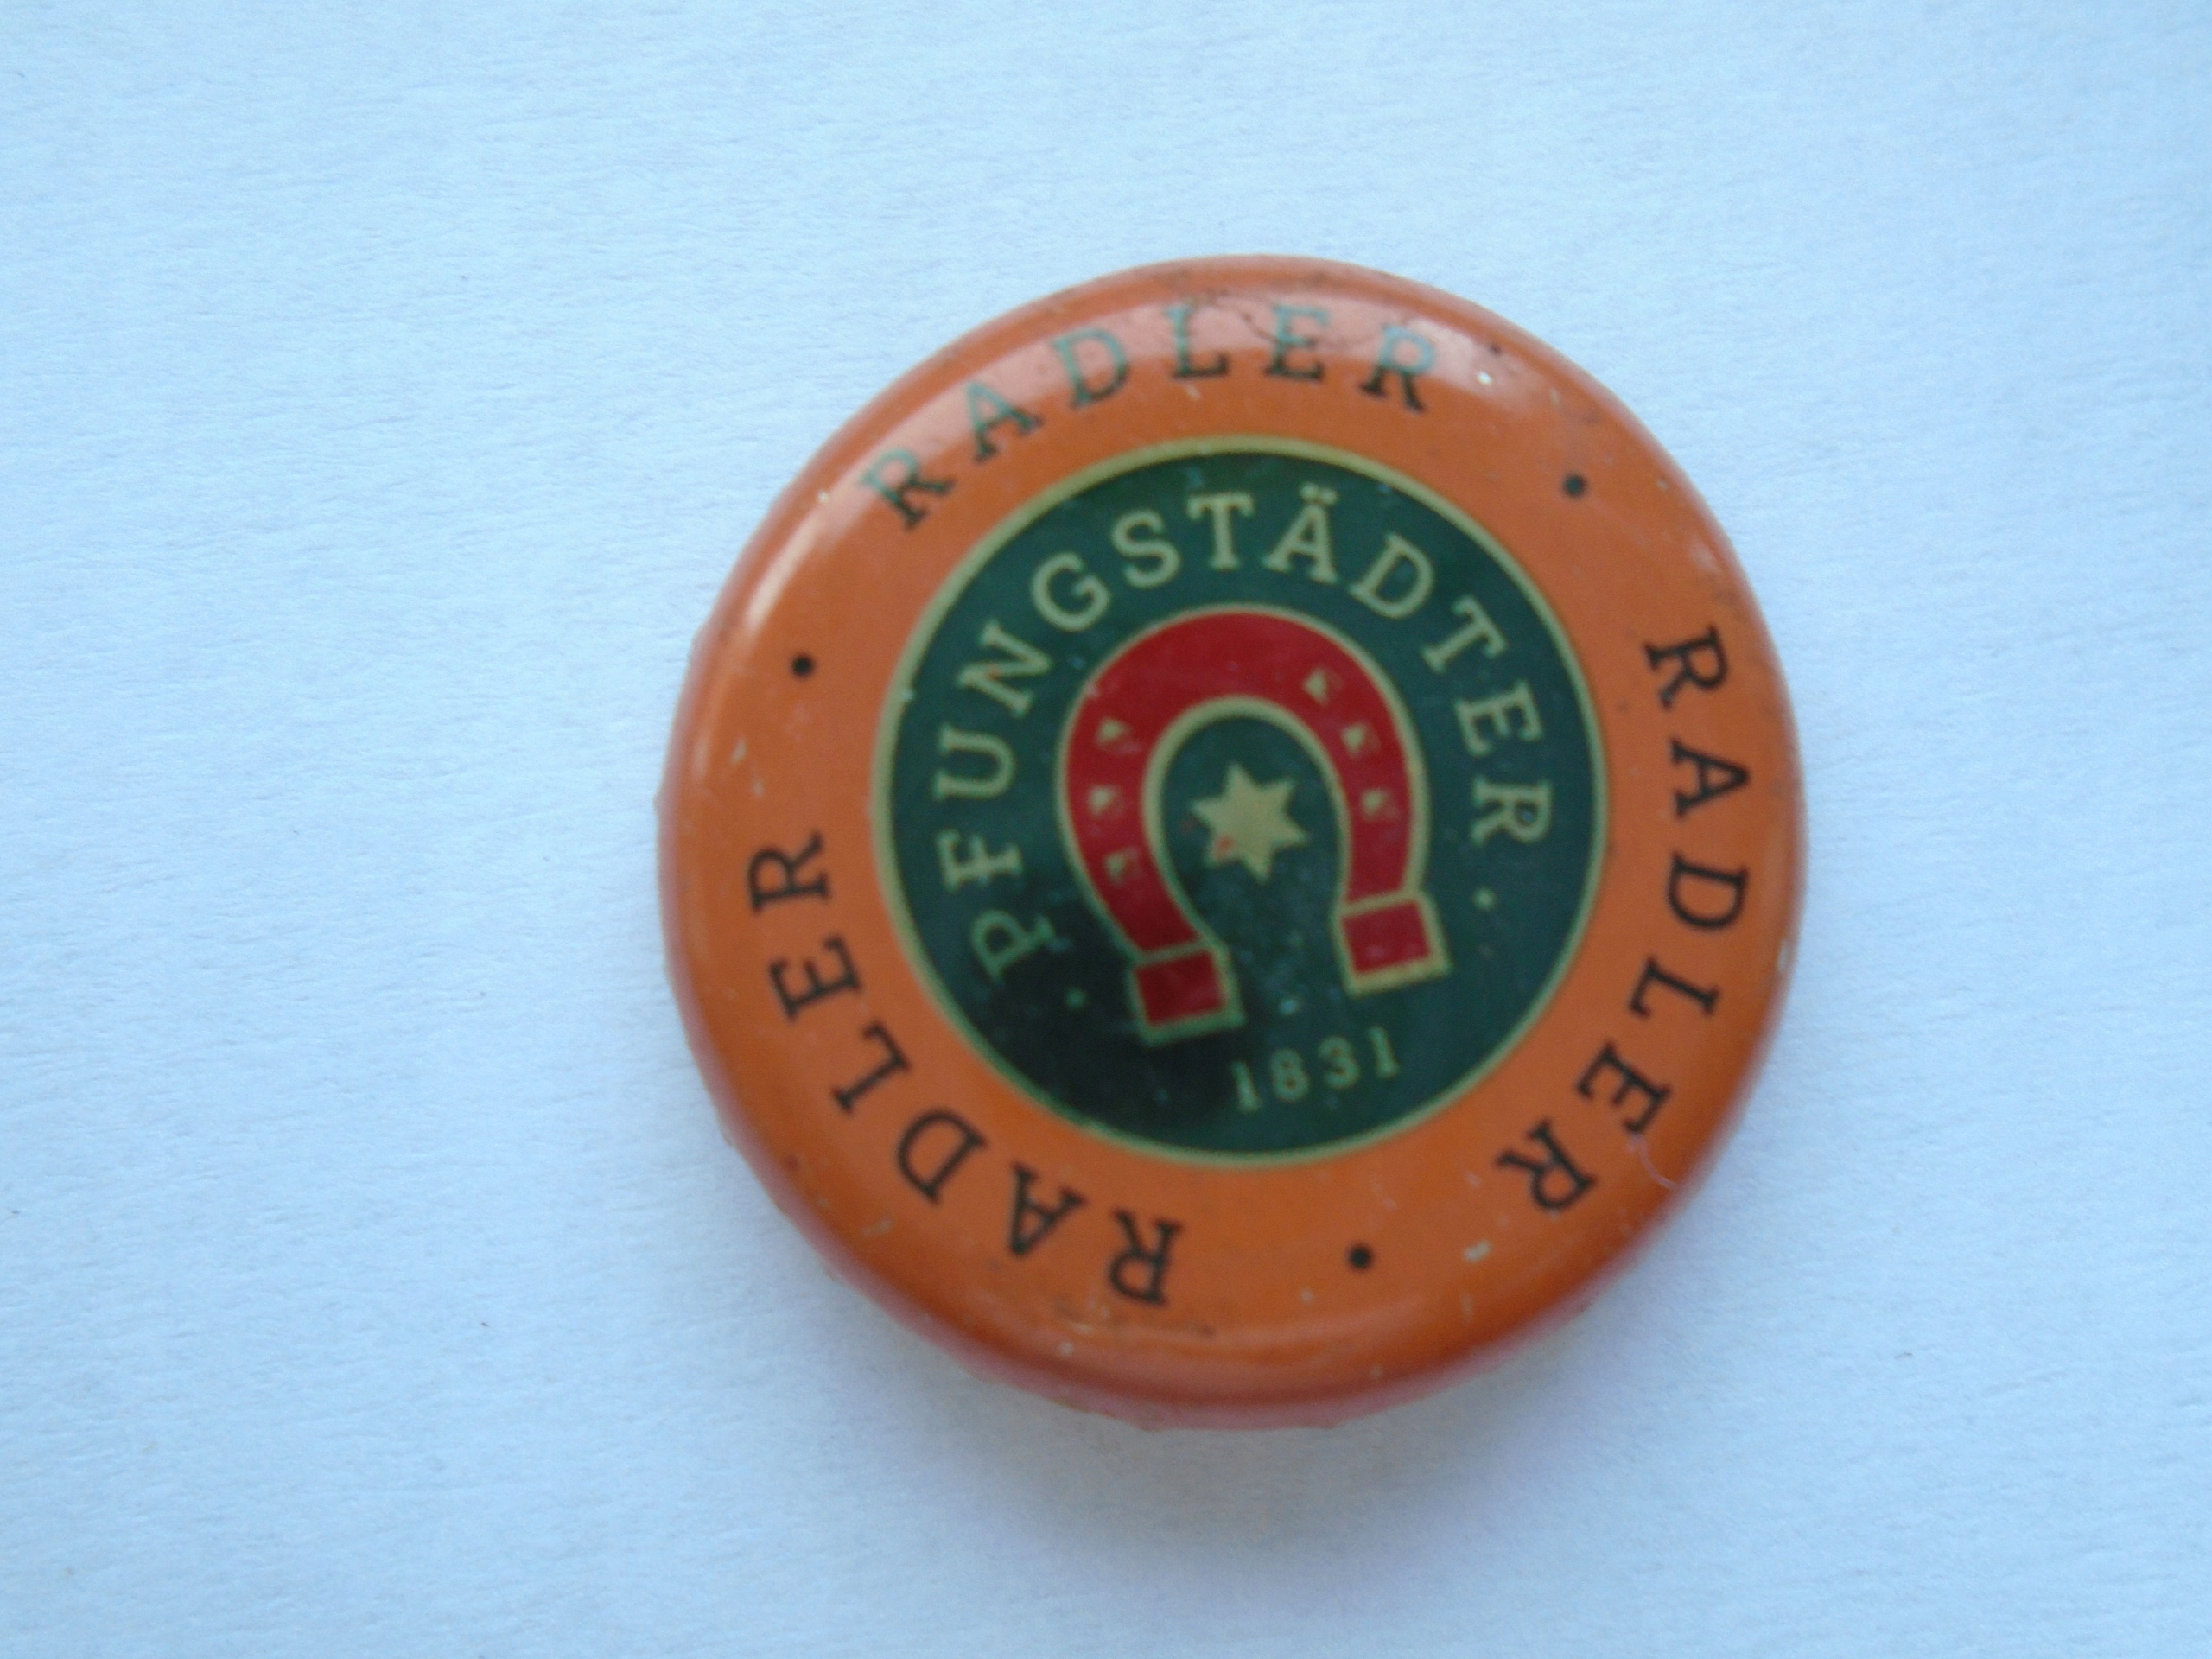 RADLER • RADLER • RADLER •
• PFUNGSTÄDTER •
1831